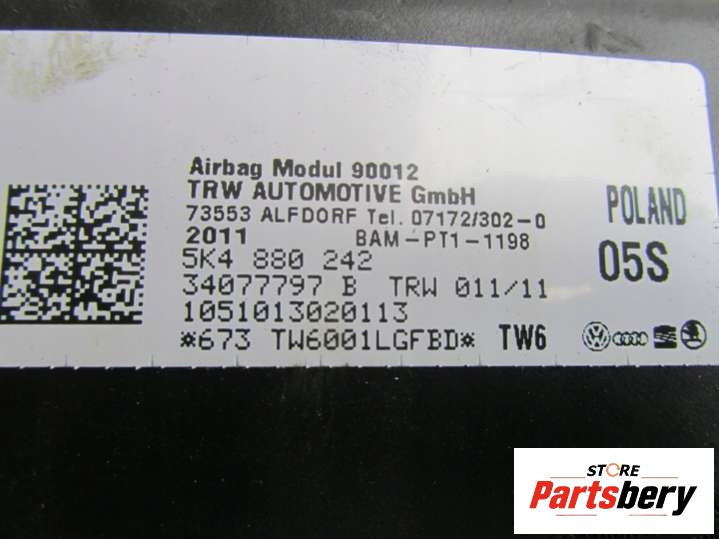 Airbag Modul 90012
TRW AUTOMOTIVE GmbH
73553 ALFDORF Tel. 07172/302-0
2011 BAM-PT1-1198
5K4 880 242
34077797 B TRW 011/11
1051013020113
*673 TW6001LGFBD* TW6
POLAND
05S
STORE
Partsbery